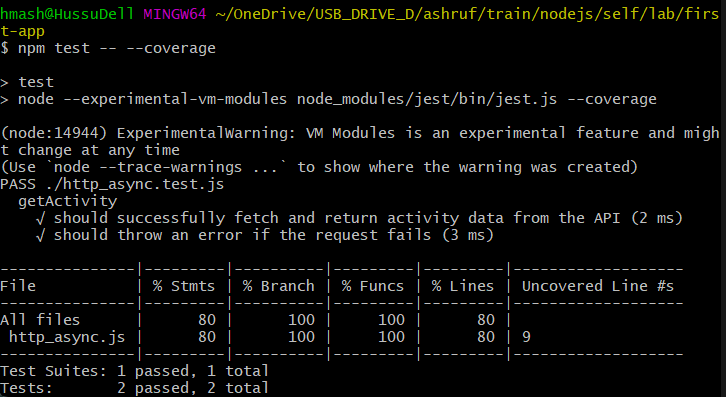 hmash@HussuDell MINGW64 ~/OneDrive/USB_DRIVE_D/ashruf/train/nodejs/self/lab/firs
t-app
$ npm test -- --coverage
> test
> node --experimental-vm-modules node_modules/jest/bin/jest.js --coverage
(node:14944) ExperimentalWarning: VM Modules is an experimental feature and migh
t change at any time
(Use `node --trace-warnings ...` to show where the warning was created)
PASS ./http_async.test.js
  getActivity
    √ should successfully fetch and return activity data from the API (2 ms)
    √ should throw an error if the request fails (3 ms)
---------------|---------|----------|---------|---------|-------------------
File           | % Stmts | % Branch | % Funcs | % Lines | Uncovered Line #s
---------------|---------|----------|---------|---------|-------------------
All files      |      80 |      100 |     100 |      80 |
 http_async.js |      80 |      100 |     100 |      80 | 9
---------------|---------|----------|---------|---------|-------------------
Test Suites: 1 passed, 1 total
Tests:       2 passed, 2 total